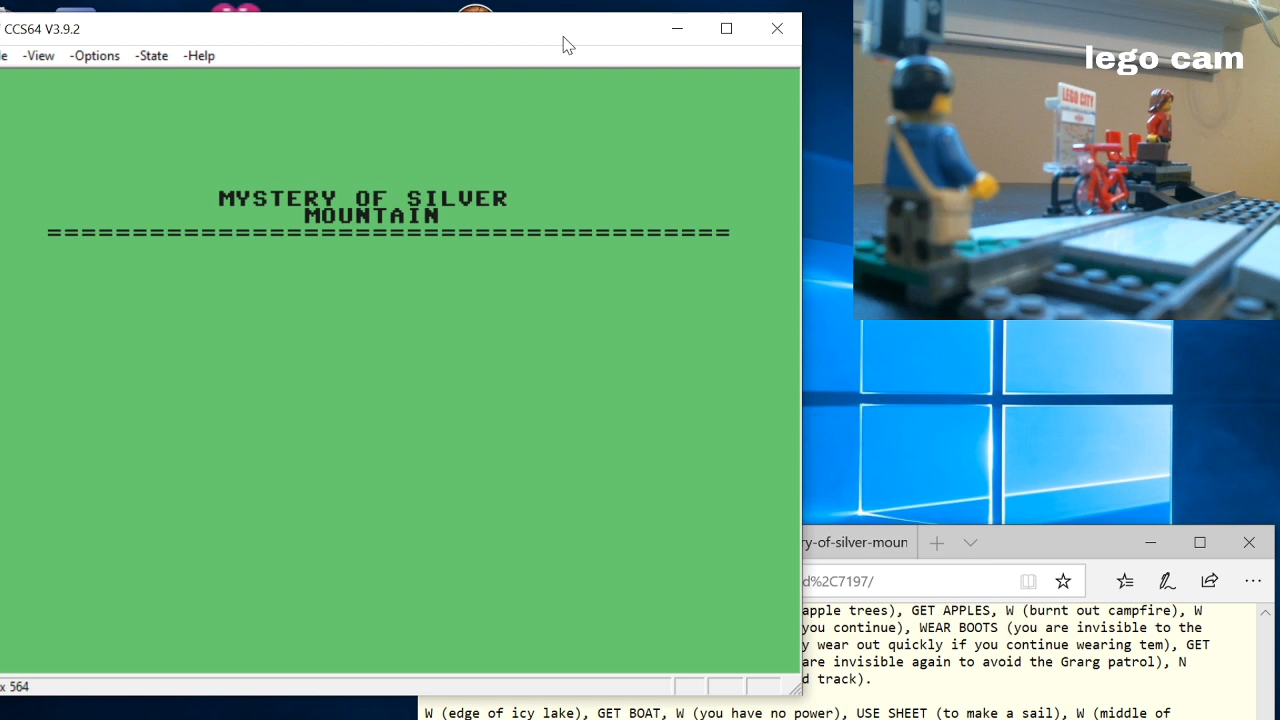 CCS64 V3.9.2
-View -Options -State -Help
MYSTERY OF SILVER
MOUNTAIN
========================================
x 564
lego cam
LEGO CITY
ry-of-silver-moun
d%2C7197/
apple trees), GET APPLES, W (burnt out campfire), W
you continue), WEAR BOOTS (you are invisible to the
y wear out quickly if you continue wearing tem), GET
are invisible again to avoid the Grarg patrol), N
d track).
W (edge of icy lake), GET BOAT, W (you have no power), USE SHEET (to make a sail), W (middle of